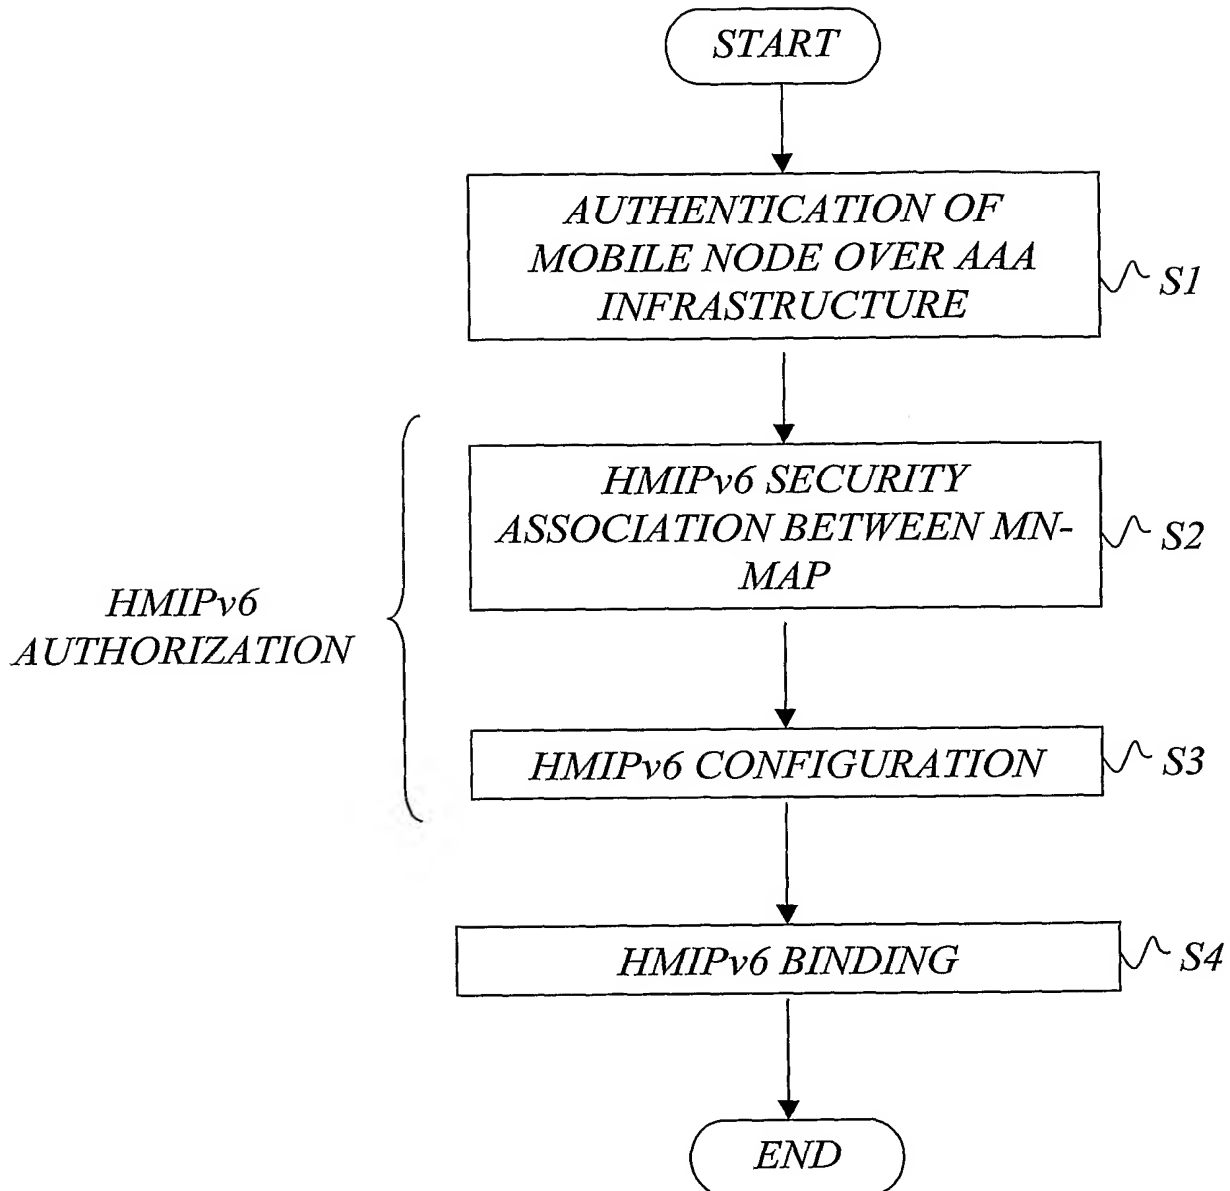 START
AUTHENTICATION OF
MOBILE NODE OVER AAA
INFRASTRUCTURE
S1
HMIPv6 SECURITY
ASSOCIATION BETWEEN MN-
MAP
S2
HMIPv6
AUTHORIZATION
HMIPv6 CONFIGURATION
S3
HMIPv6 BINDING
S4
END